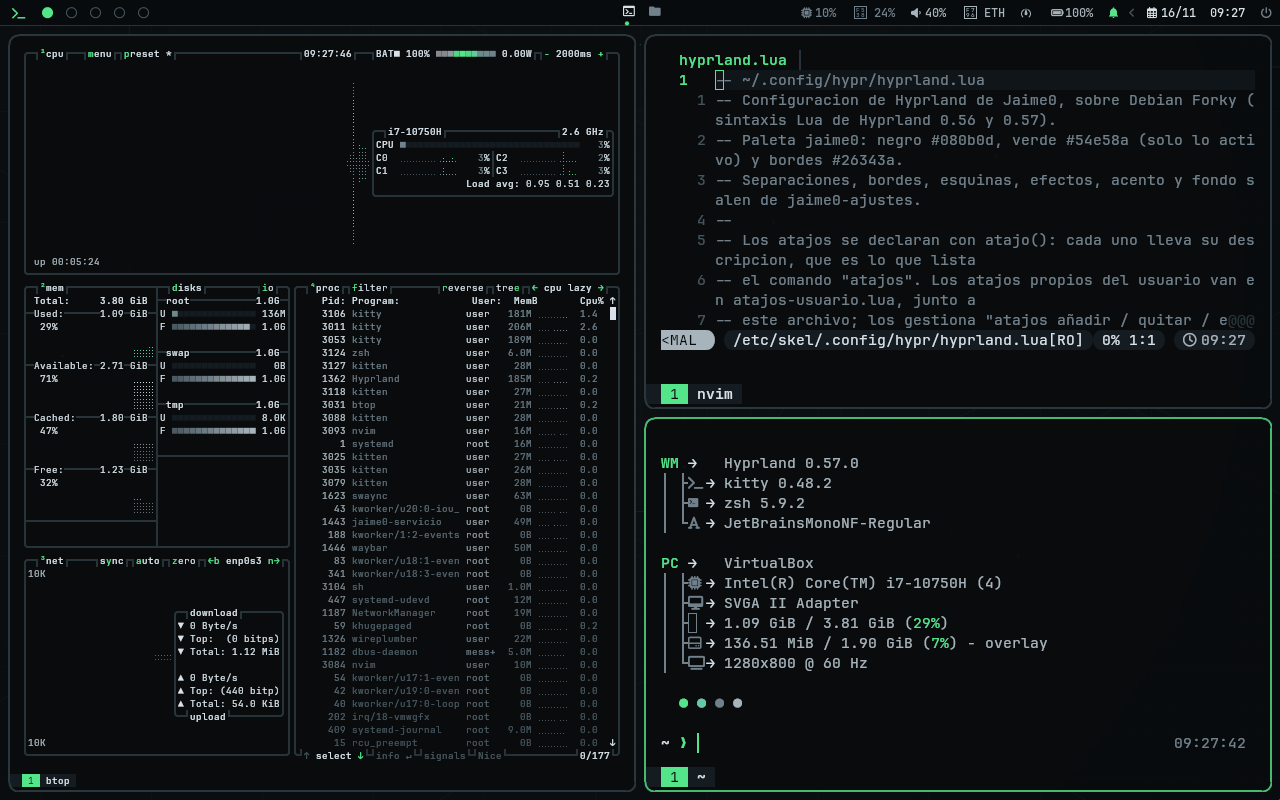 10% 24% 40% ETH 100% 16/11 09:27
¹cpu menu preset * 09:27:46 BAT■ 100% 0.00W - 2000ms +
i7-10750H 2.6 GHz
CPU 3%
C0 3% C2 2%
C1 3% C3 3%
Load avg: 0.95 0.51 0.23
up 00:05:24
²mem disks io
Total: 3.80 GiB
Used: 1.09 GiB
29%
Available: 2.71 GiB
71%
Cached: 1.80 GiB
47%
Free: 1.23 GiB
32%
root 1.0G
U 136M
F 1.0G
swap 1.0G
U 0B
F 1.0G
tmp 1.0G
U 8.0K
F 1.0G
³net sync auto zero ←b enp0s3 n→
10K
download
▼ 0 Byte/s
▼ Top: (0 bitps)
▼ Total: 1.12 MiB
▲ 0 Byte/s
▲ Top: (440 bitp)
▲ Total: 54.0 KiB
upload
10K
⁴proc filter reverse tree ← cpu lazy →
Pid: Program: User: MemB Cpu% ↑
3106 kitty user 181M 1.4
3011 kitty user 206M 2.6
3053 kitty user 189M 0.0
3124 zsh user 6.0M 0.0
3127 kitten user 28M 0.0
1362 Hyprland user 185M 0.2
3118 kitten user 27M 0.0
3031 btop user 21M 0.2
3088 kitten user 28M 0.0
3093 nvim user 16M 0.0
1 systemd root 16M 0.0
3025 kitten user 27M 0.0
3035 kitten user 26M 0.0
3079 kitten user 28M 0.0
1623 swaync user 63M 0.0
43 kworker/u20:0-iou_ root 0B 0.0
1443 jaime0-servicio user 49M 0.0
188 kworker/1:2-events root 0B 0.0
1446 waybar user 50M 0.0
83 kworker/u18:1-even root 0B 0.0
341 kworker/u18:3-even root 0B 0.0
3104 sh user 1.0M 0.0
447 systemd-udevd root 12M 0.0
1187 NetworkManager root 19M 0.0
59 khugepaged root 0B 0.2
1326 wireplumber user 22M 0.0
1182 dbus-daemon mess+ 5.0M 0.0
3084 nvim user 10M 0.0
54 kworker/u17:1-even root 0B 0.0
42 kworker/u19:0-even root 0B 0.0
40 kworker/u17:0-loop root 0B 0.0
202 irq/18-vmwgfx root 0B 0.0
409 systemd-journal root 9.0M 0.0
15 rcu_preempt root 0B 0.0 ↓
↑ select ↓ info ↵ signals Nice 0/177
1 btop
hyprland.lua
1 -- ~/.config/hypr/hyprland.lua
1 -- Configuracion de Hyprland de Jaime0, sobre Debian Forky (
sintaxis Lua de Hyprland 0.56 y 0.57).
2 -- Paleta jaime0: negro #080b0d, verde #54e58a (solo lo acti
vo) y bordes #26343a.
3 -- Separaciones, bordes, esquinas, efectos, acento y fondo s
alen de jaime0-ajustes.
4 --
5 -- Los atajos se declaran con atajo(): cada uno lleva su des
cripcion, que es lo que lista
6 -- el comando "atajos". Los atajos propios del usuario van e
n atajos-usuario.lua, junto a
7 -- este archivo; los gestiona "atajos añadir / quitar / e@@@
<MAL /etc/skel/.config/hypr/hyprland.lua[RO] 0% 1:1 09:27
1 nvim
WM → Hyprland 0.57.0
→ kitty 0.48.2
→ zsh 5.9.2
→ JetBrainsMonoNF-Regular
PC → VirtualBox
→ Intel(R) Core(TM) i7-10750H (4)
→ SVGA II Adapter
→ 1.09 GiB / 3.81 GiB (29%)
→ 136.51 MiB / 1.90 GiB (7%) - overlay
→ 1280x800 @ 60 Hz
~ ❯ 09:27:42
1 ~